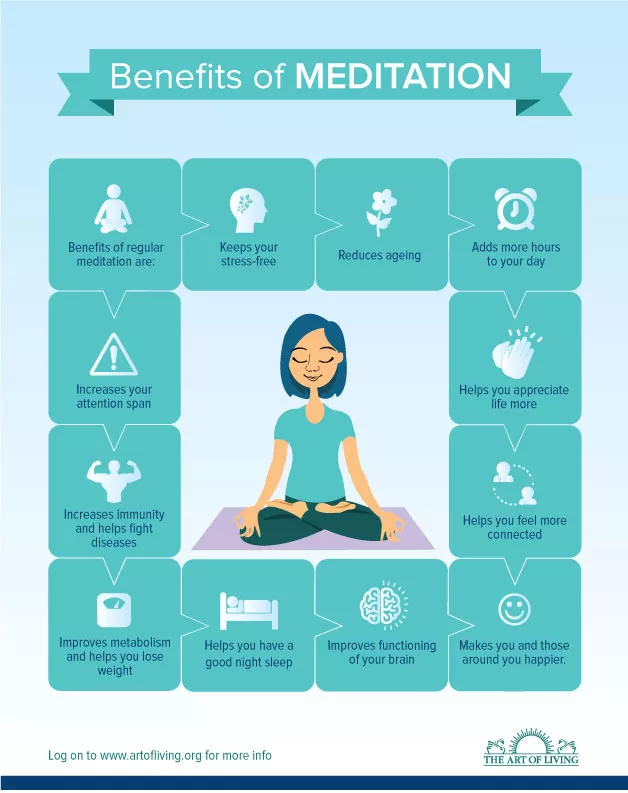 Benefits of MEDITATION
Benefits of regular
meditation are:
Keeps your
stress-free
Reduces ageing
Adds more hours
to your day
Increases your
attention span
Helps you appreciate
life more
Increases immunity
and helps fight
diseases
Helps you feel more
connected
Improves metabolism
and helps you lose
weight
Helps you have a
good night sleep
Improves functioning
of your brain
Makes you and those
around you happier.
Log on to www.artofliving.org for more info
THE ART OF LIVING